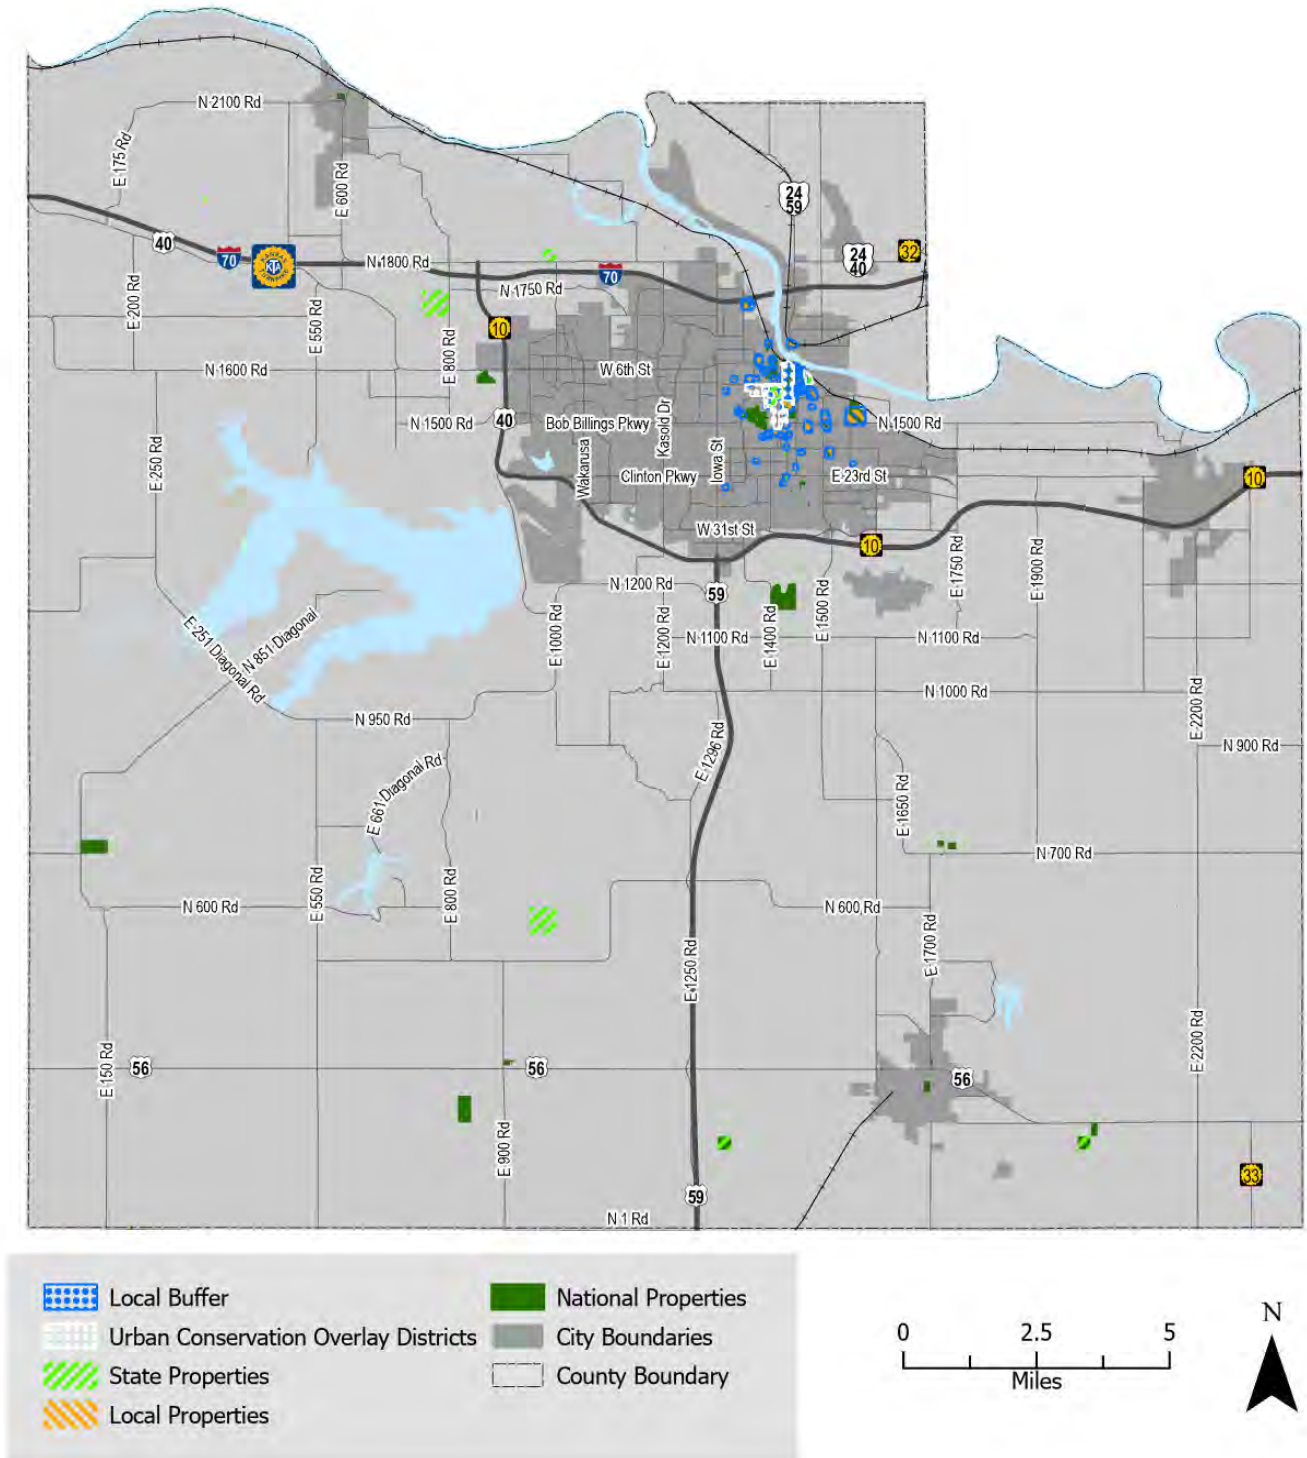 N 2100 Rd
E 175 Rd
E 600 Rd
24
59
40
70
KANSAS
KTA
TURNPIKE
N 1800 Rd
70
24
40
32
N 1750 Rd
E 200 Rd
E 550 Rd
10
E 800 Rd
N 1600 Rd
W 6th St
N 1500 Rd
40
Bob Billings Pkwy
Kasold Dr
N 1500 Rd
E 250 Rd
Wakarusa
Clinton Pkwy
Iowa St
E 23rd St
10
W 31st St
10
E 1750 Rd
E 1900 Rd
N 1200 Rd
59
E 251 Diagonal Rd
N 851 Diagonal
E 1000 Rd
E 1200 Rd
N 1100 Rd
E 1400 Rd
E 1500 Rd
N 1100 Rd
N 1000 Rd
E 2200 Rd
N 950 Rd
E 1296 Rd
N 900 Rd
E 661 Diagonal Rd
E 1650 Rd
N 700 Rd
N 600 Rd
E 550 Rd
E 800 Rd
N 600 Rd
E 1700 Rd
E 1250 Rd
E 150 Rd
56
56
56
E 2200 Rd
E 900 Rd
59
33
N 1 Rd
Local Buffer
Urban Conservation Overlay Districts
State Properties
Local Properties
National Properties
City Boundaries
County Boundary
0 2.5 5
Miles
N